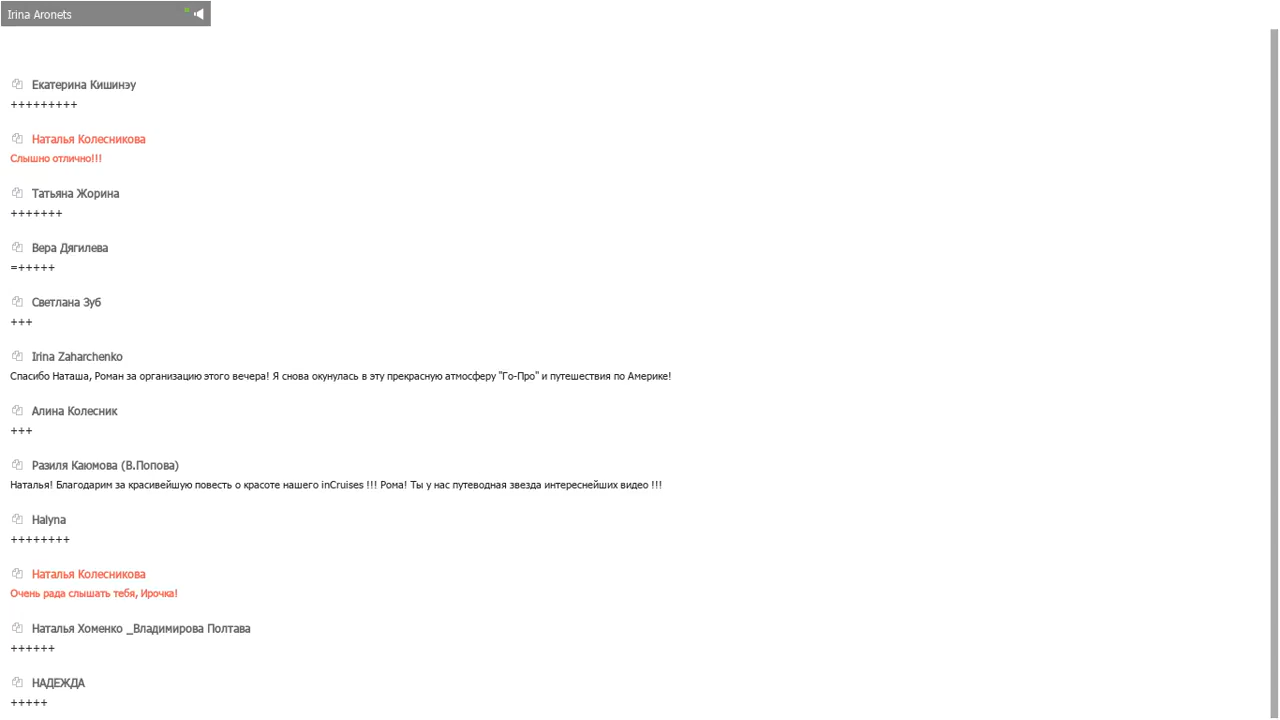 Irina Aronets
Екатерина Кишинэу
+++++++++
Наталья Колесникова
Слышно отлично!!!
Татьяна Жорина
+++++++
Вера Дягилева
=+++++
Светлана Зуб
+++
Irina Zaharchenko
Спасибо Наташа, Роман за организацию этого вечера! Я снова окунулась в эту прекрасную атмосферу "Го-Про" и путешествия по Америке!
Алина Колесник
+++
Разиля Каюмова (В.Попова)
Наталья! Благодарим за красивейшую повесть о красоте нашего inCruises !!! Рома! Ты у нас путеводная звезда интереснейших видео !!!
Halyna
++++++++
Наталья Колесникова
Очень рада слышать тебя, Ирочка!
Наталья Хоменко _Владимирова Полтава
++++++
НАДЕЖДА
+++++